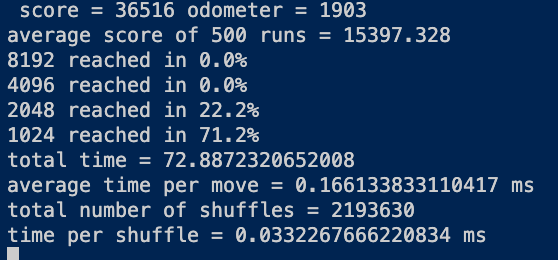 score = 36516 odometer = 1903
average score of 500 runs = 15397.328
8192 reached in 0.0%
4096 reached in 0.0%
2048 reached in 22.2%
1024 reached in 71.2%
total time = 72.8872320652008
average time per move = 0.166133833110417 ms
total number of shuffles = 2193630
time per shuffle = 0.0332267666220834 ms